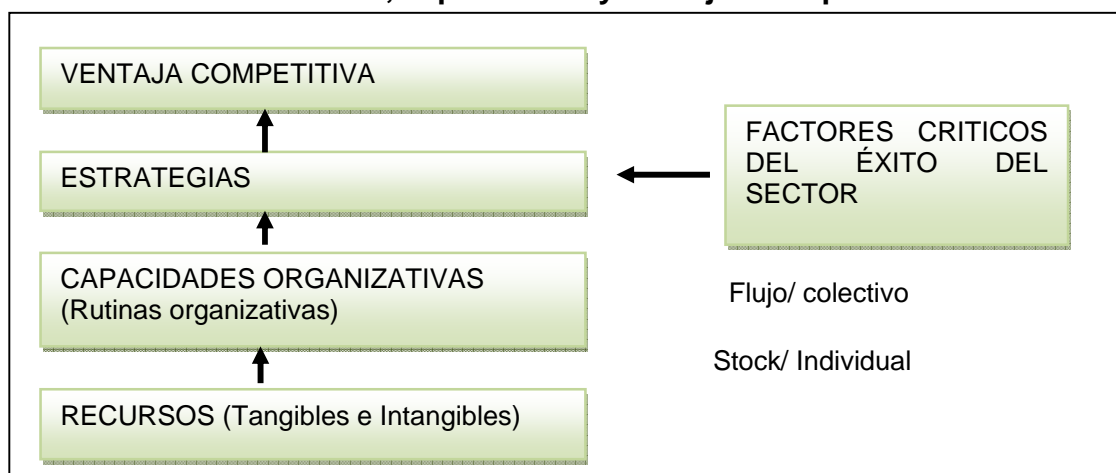 VENTAJA COMPETITIVA
ESTRATEGIAS
CAPACIDADES ORGANIZATIVAS
(Rutinas organizativas)
RECURSOS (Tangibles e Intangibles)
FACTORES CRITICOS
DEL ÉXITO DEL
SECTOR
Flujo/ colectivo
Stock/ Individual